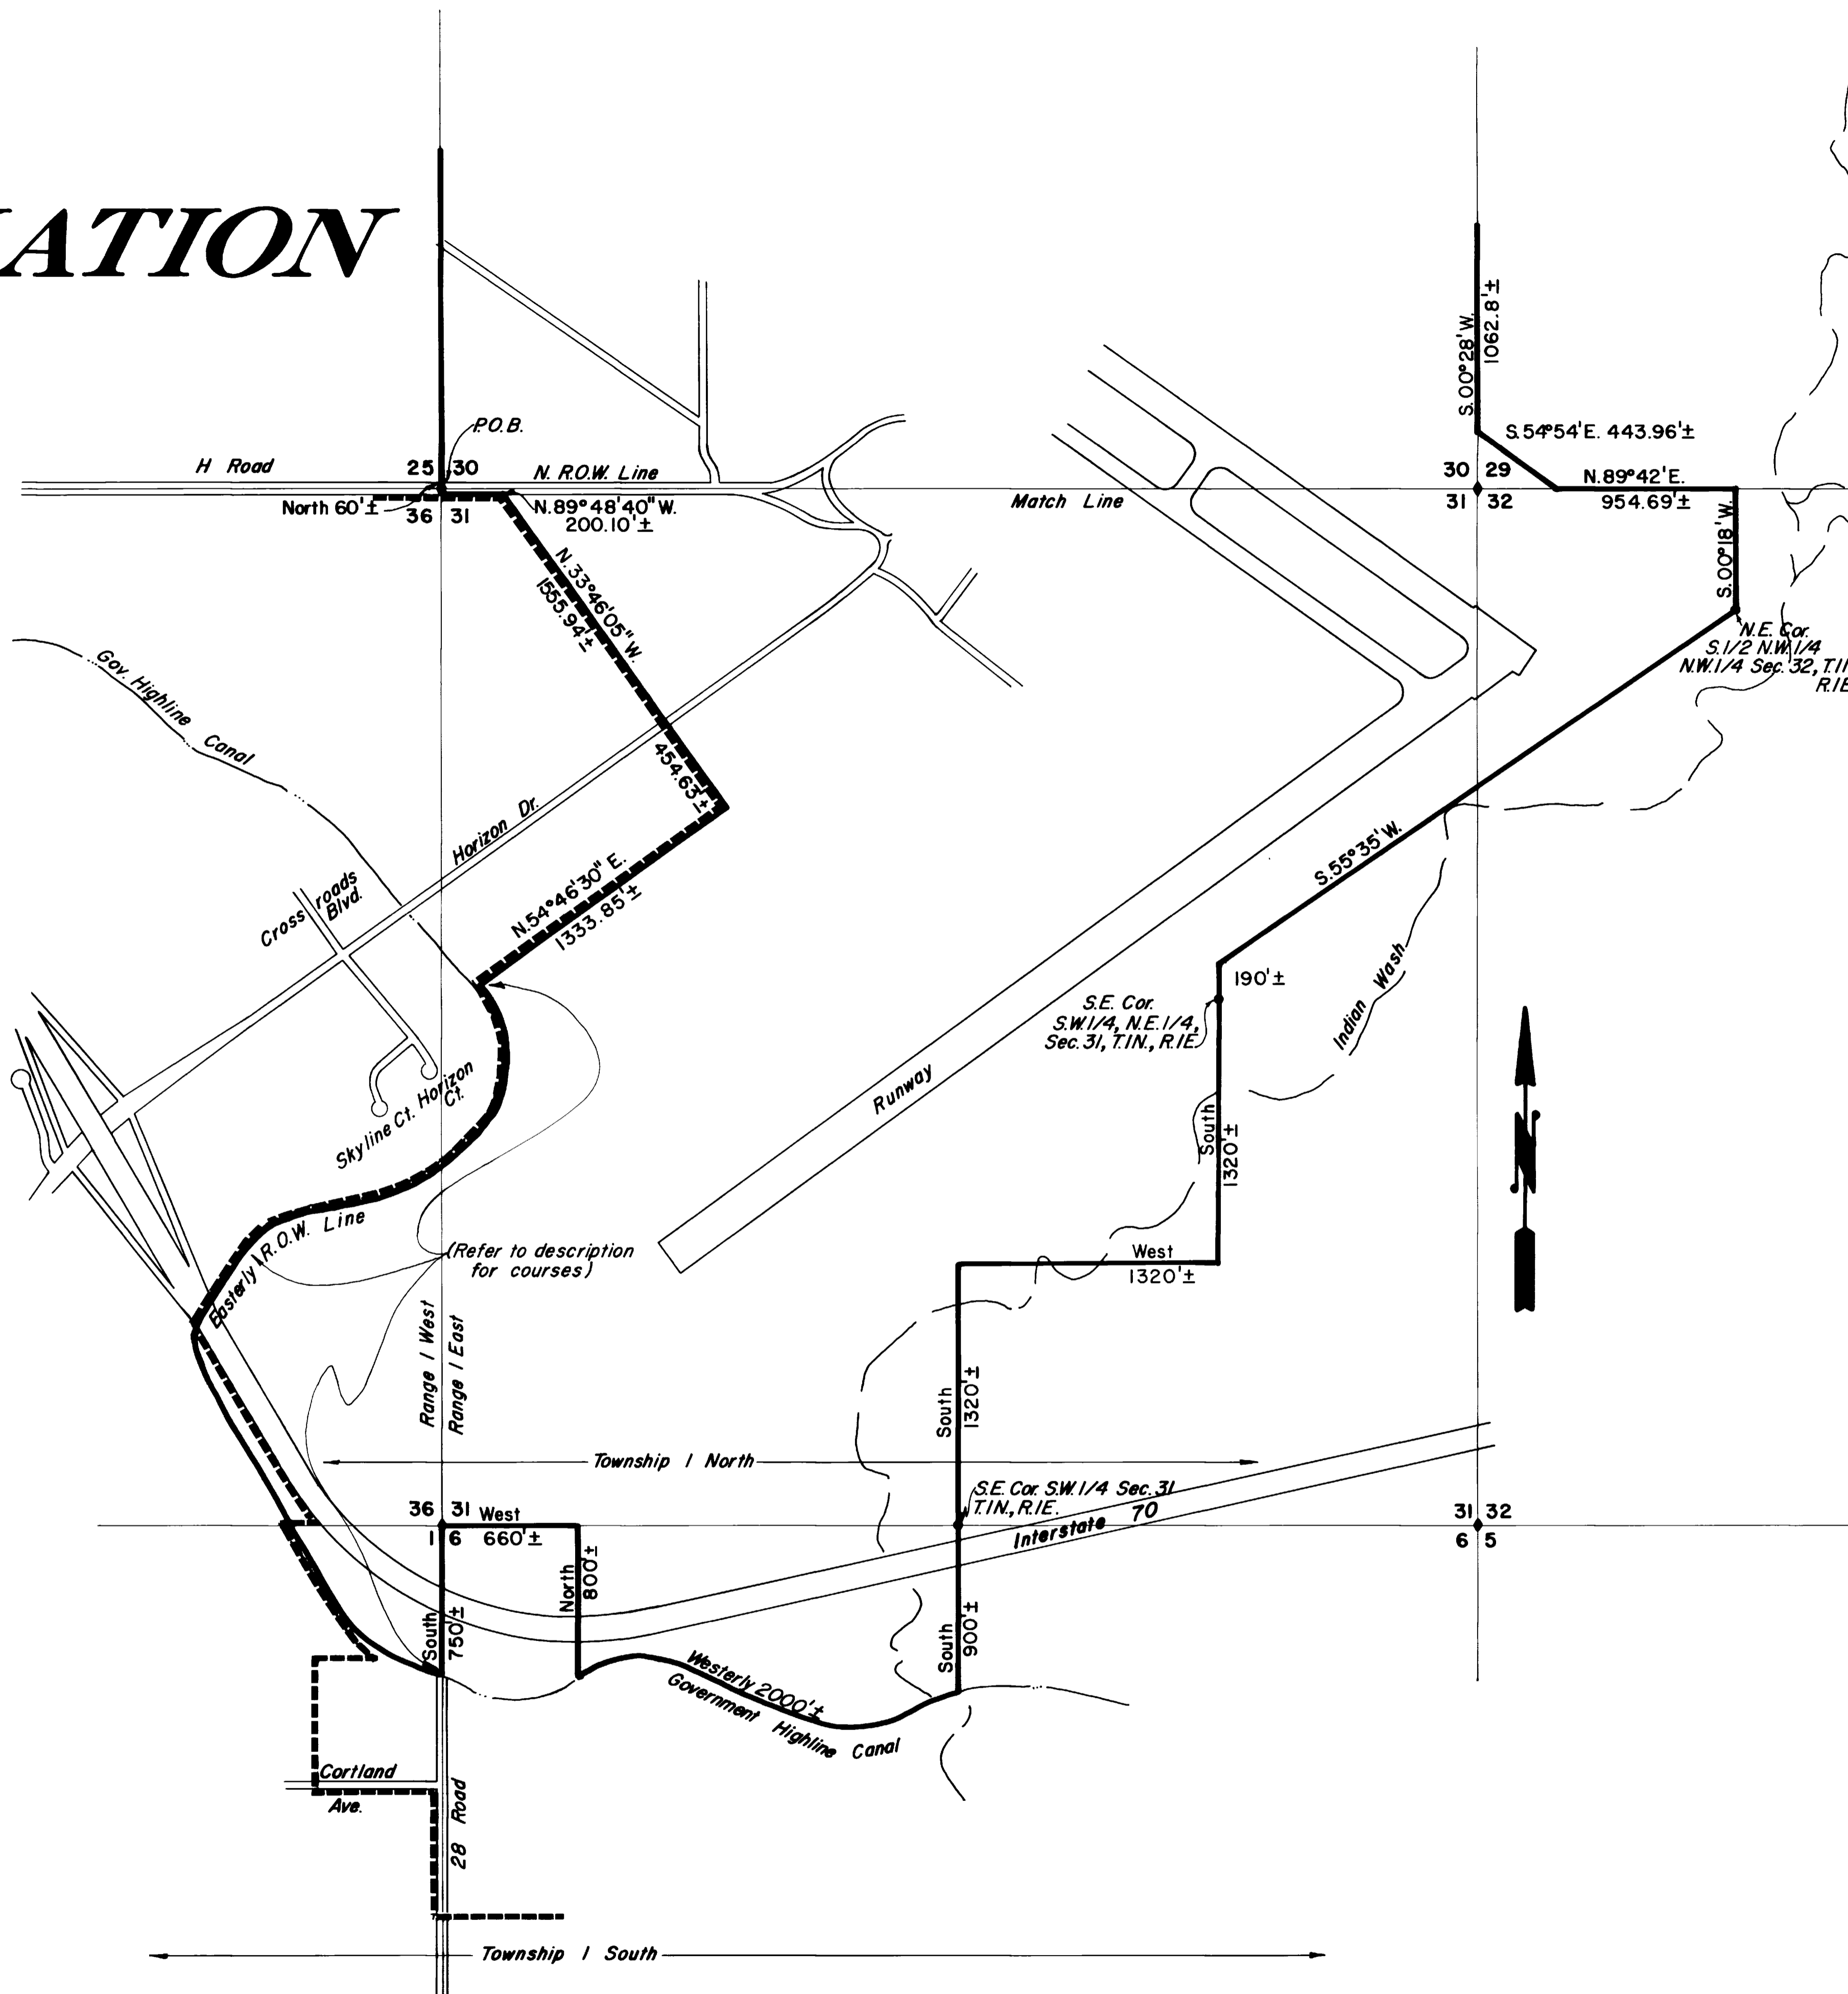 ATION
P.O.B.
H Road
25 30
N. R.O.W. Line
North 60'±
36 31
N.89°48'40"W.
200.10'±
Match Line
S.00°28'W.
1062.8'±
S.54°54'E. 443.96'±
30 29
N.89°42'E.
31 32
954.69'±
S.00°18'W.
N.E. Cor.
S.1/2 N.W.1/4
N.W.1/4 Sec. 32, T.1
R.1E
N.33°46'05"W.
1555.94'±
454.63'±
Gov. Highline Canal
Horizon Dr.
N.54°46'30"E.
1333.85'±
Crossroads
Blvd.
S.55°35'W.
190'±
S.E. Cor.
S.W.1/4, N.E.1/4,
Sec. 31, T.1N., R.1E.
Indian Wash
Runway
Skyline Ct.
Horizon
Ct.
South
1320'±
N
Easterly R.O.W. Line
(Refer to description
for courses)
West
1320'±
Range 1 West
Range 1 East
South
1320'±
Township 1 North
S.E. Cor. S.W.1/4 Sec. 31
T.1N., R.1E.
Interstate 70
36 31
West
1 6
660'±
31 32
6 5
South
750'±
North
800'±
South
900'±
Westerly 2000'±
Government Highline Canal
Cortland
Ave.
28 Road
Township 1 South